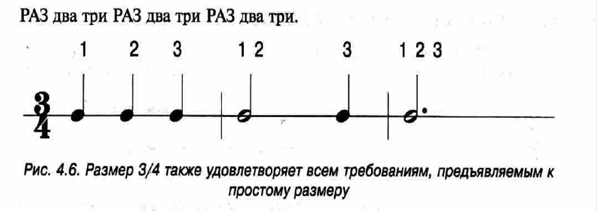 РАЗ два три РАЗ два три РАЗ два три.
1 2 3 1 2 3 1 2 3
3
4
Рис. 4.6. Размер 3/4 также удовлетворяет всем требованиям, предъявляемым к
простому размеру